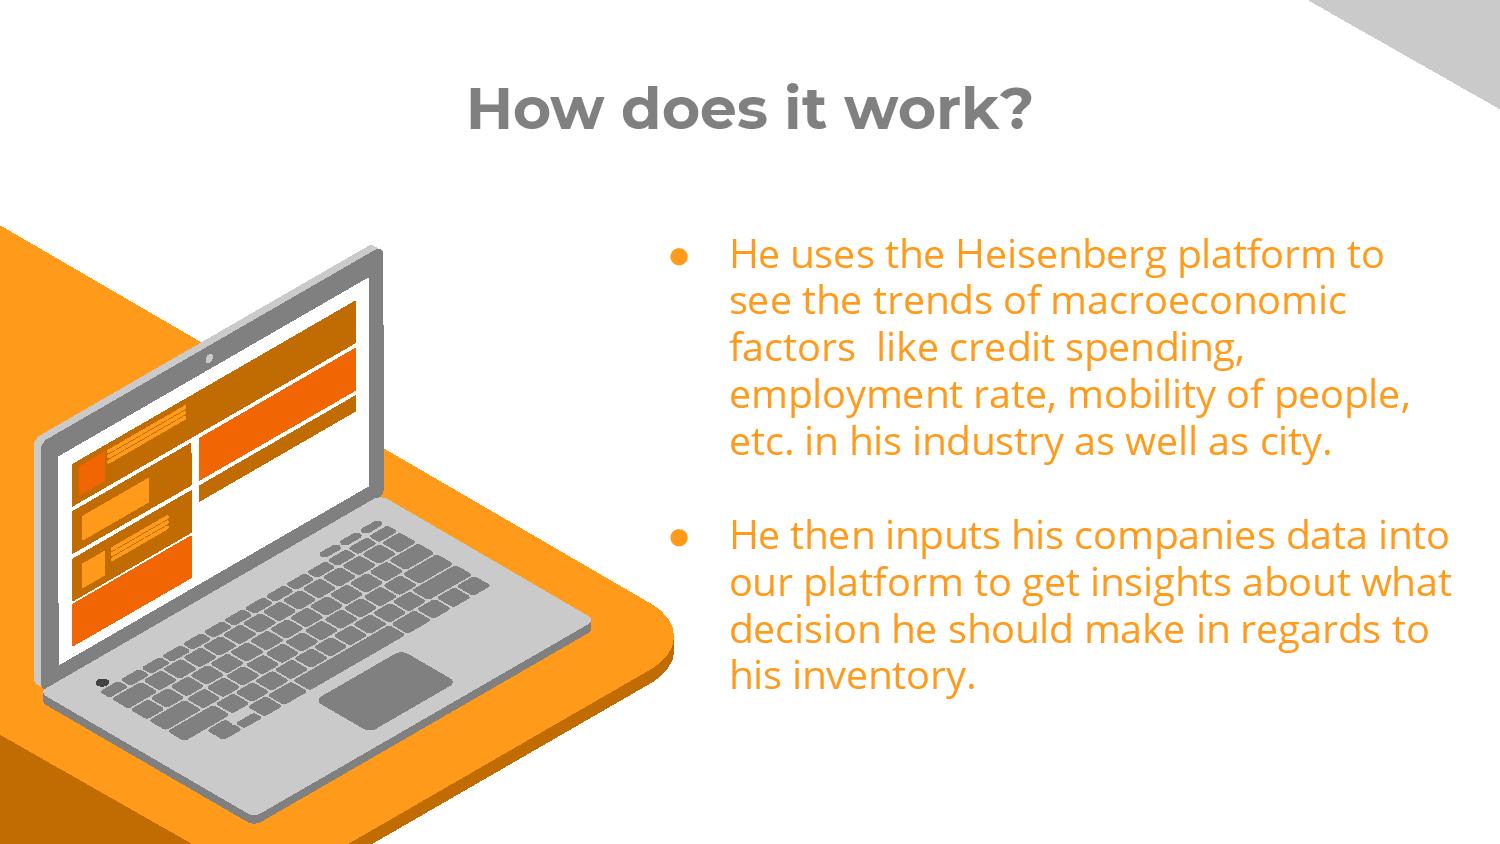 How does it work?
● He uses the Heisenberg platform to
see the trends of macroeconomic
factors  like credit spending,
employment rate, mobility of people,
etc. in his industry as well as city.
● He then inputs his companies data into
our platform to get insights about what
decision he should make in regards to
his inventory.